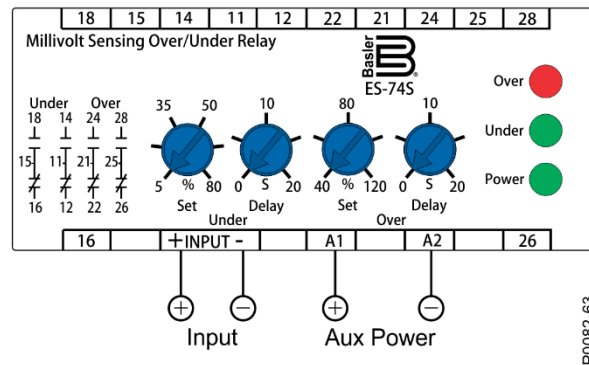 18 15 14 11 12 22 21 24 25 28
Millivolt Sensing Over/Under Relay
Basler
ES-74S
Over
Under
Power
Under Over
18 14 24 28
15 11 21 25
16 12 22 26
35 50
5 % 80
Set
10
0 S 20
Delay
Under
80
40 % 120
Set
10
0 S 20
Delay
Over
16 +INPUT - A1 A2 26
+ − + −
Input Aux Power
P0082-63